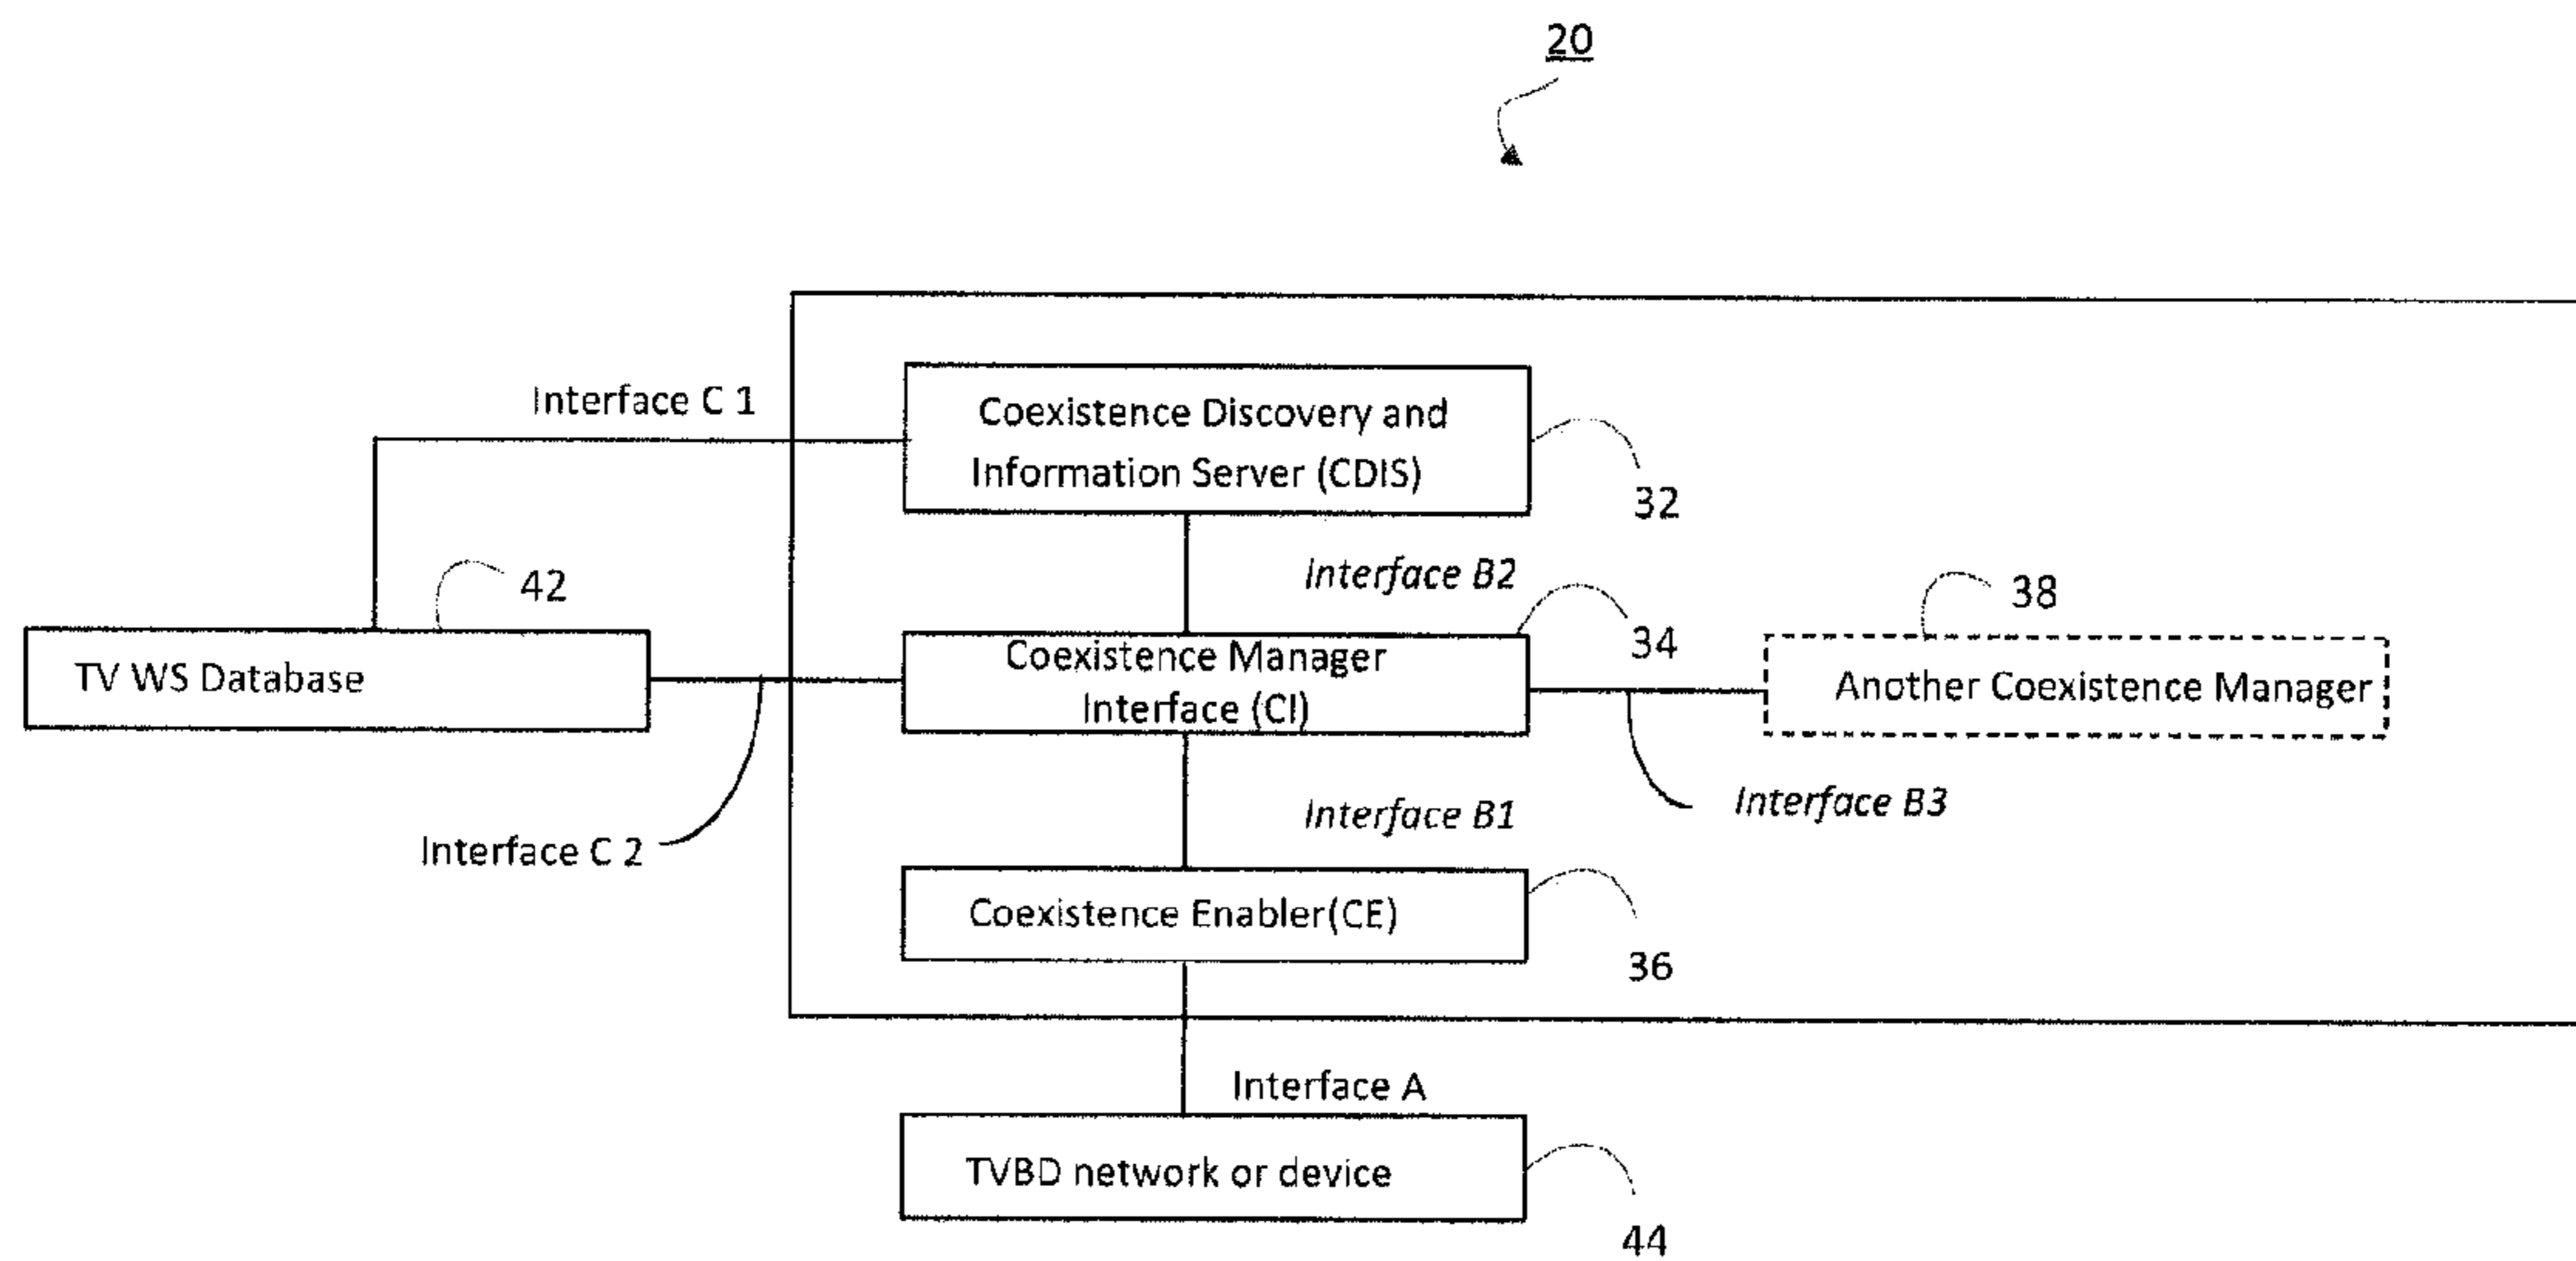 20
Interface C 1
Coexistence Discovery and
Information Server (CDIS)
32
Interface B2
42
38
34
TV WS Database
Coexistence Manager
Interface (CI)
Another Coexistence Manager
Interface B3
Interface B1
Interface C 2
Coexistence Enabler(CE)
36
Interface A
TVBD network or device
44